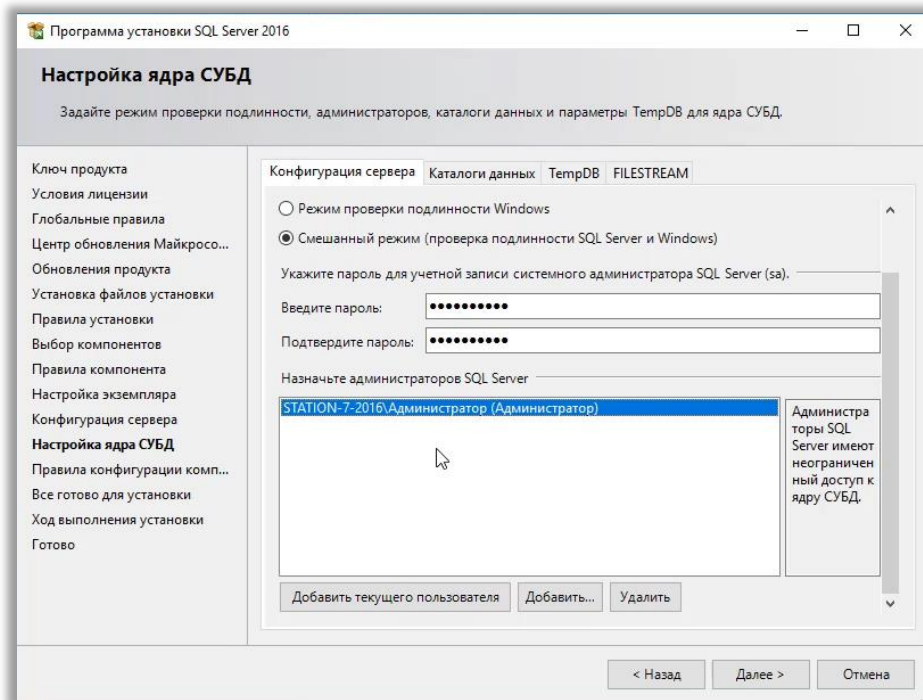 Программа установки SQL Server 2016
Настройка ядра СУБД
Задайте режим проверки подлинности, администраторов, каталоги данных и параметры TempDB для ядра СУБД.
Ключ продукта
Условия лицензии
Глобальные правила
Центр обновления Майкросо...
Обновления продукта
Установка файлов установки
Правила установки
Выбор компонентов
Правила компонента
Настройка экземпляра
Конфигурация сервера
Настройка ядра СУБД
Правила конфигурации комп...
Все готово для установки
Ход выполнения установки
Готово
Конфигурация сервера Каталоги данных TempDB FILESTREAM
Режим проверки подлинности Windows
Смешанный режим (проверка подлинности SQL Server и Windows)
Укажите пароль для учетной записи системного администратора SQL Server (sa).
Введите пароль: ●●●●●●●●●●
Подтвердите пароль: ●●●●●●●●●●
Назначьте администраторов SQL Server
STATION-7-2016\Администратор (Администратор)
Администра
торы SQL
Server имеют
неограничен
ный доступ к
ядру СУБД.
Добавить текущего пользователя Добавить... Удалить
< Назад Далее > Отмена